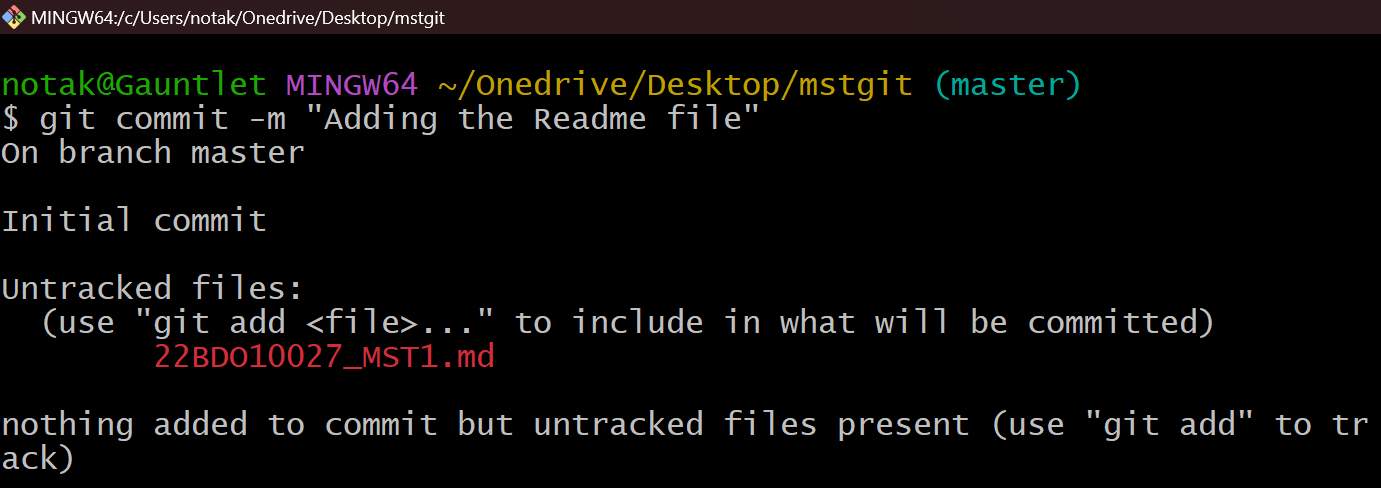 MINGW64:/c/Users/notak/Onedrive/Desktop/mstgit
notak@Gauntlet MINGW64 ~/Onedrive/Desktop/mstgit (master)
$ git commit -m "Adding the Readme file"
On branch master
Initial commit
Untracked files:
  (use "git add <file>..." to include in what will be committed)
        22BDO10027_MST1.md
nothing added to commit but untracked files present (use "git add" to tr
ack)